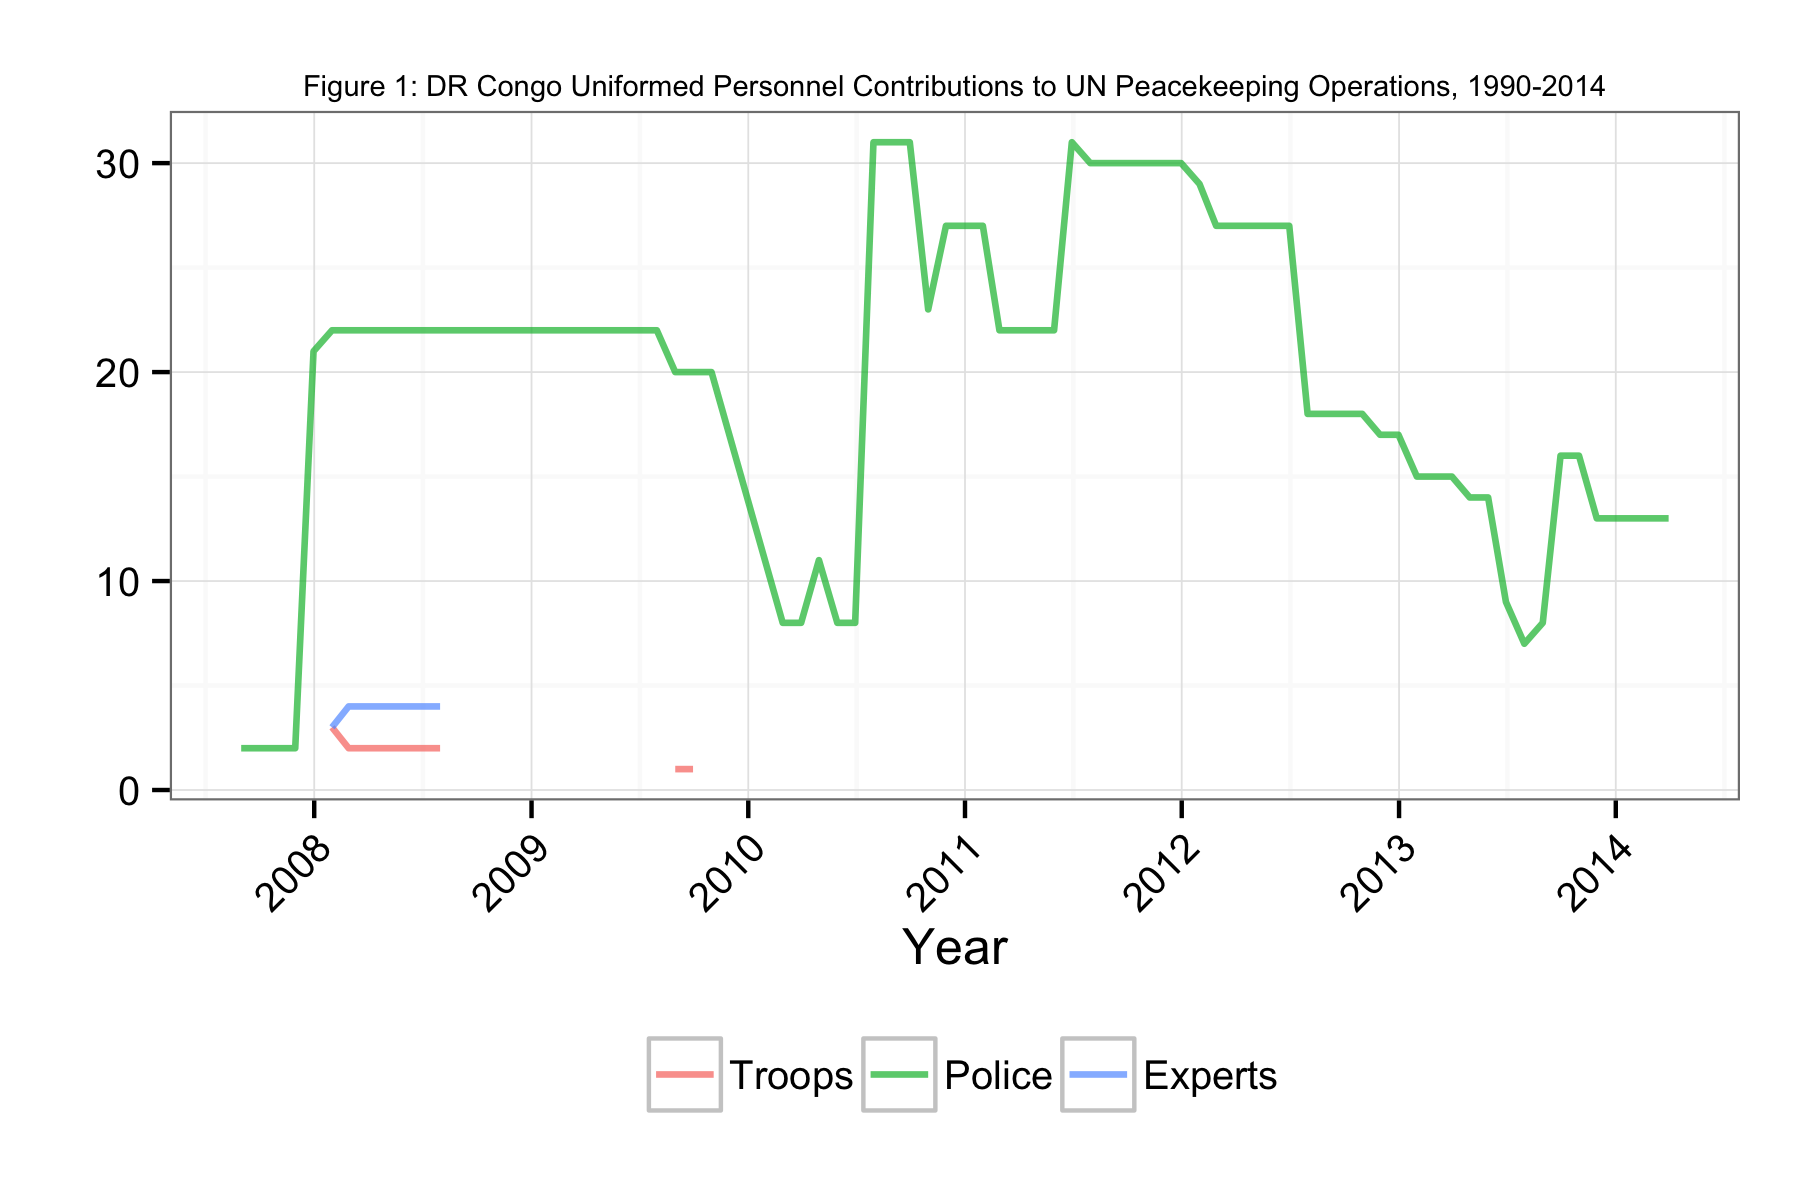 Figure 1: DR Congo Uniformed Personnel Contributions to UN Peacekeeping Operations, 1990-2014
30
20
10
0
2008 2009 2010 2011 2012 2013 2014
Year
Troops Police Experts